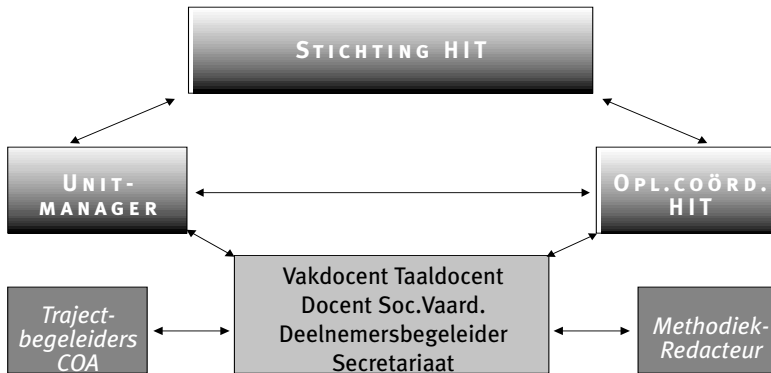 STICHTING HIT
UNIT-
MANAGER
OPL.COÖRD.
HIT
Vakdocent Taaldocent
Docent Soc.Vaard.
Deelnemersbegeleider
Secretariaat
Traject-
begeleiders
COA
Methodiek-
Redacteur